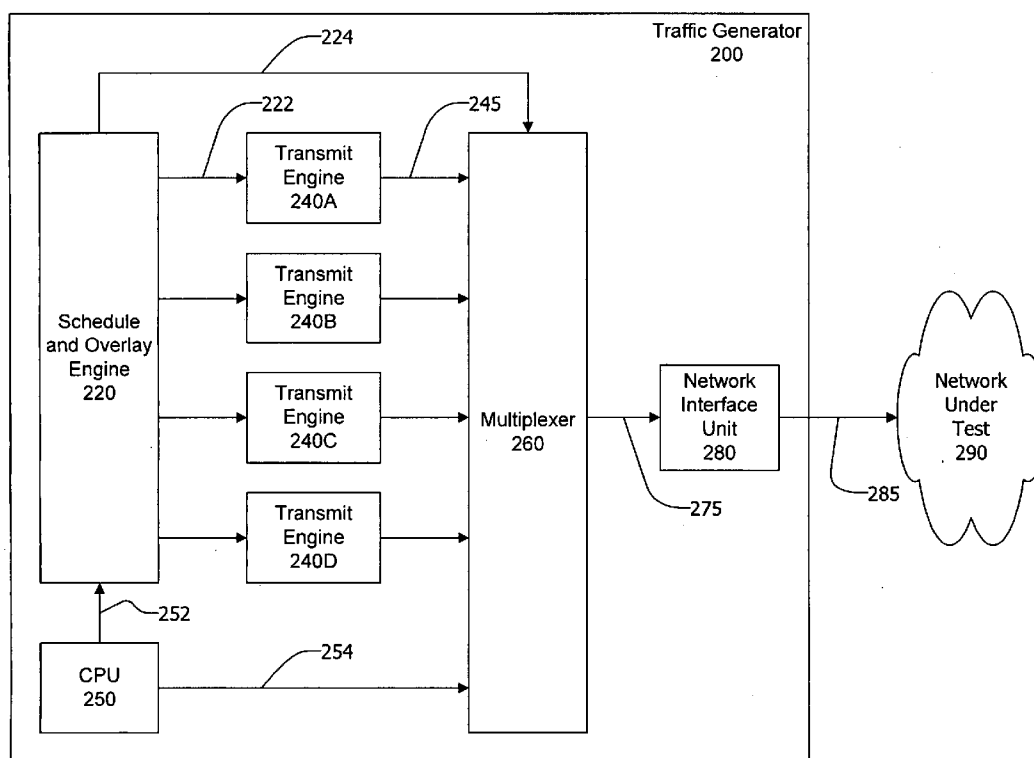 Traffic Generator
200
224
222
245
Schedule
and Overlay
Engine
220
Transmit
Engine
240A
Transmit
Engine
240B
Transmit
Engine
240C
Transmit
Engine
240D
Multiplexer
260
Network
Interface
Unit
280
Network
Under
Test
290
275
285
252
254
CPU
250